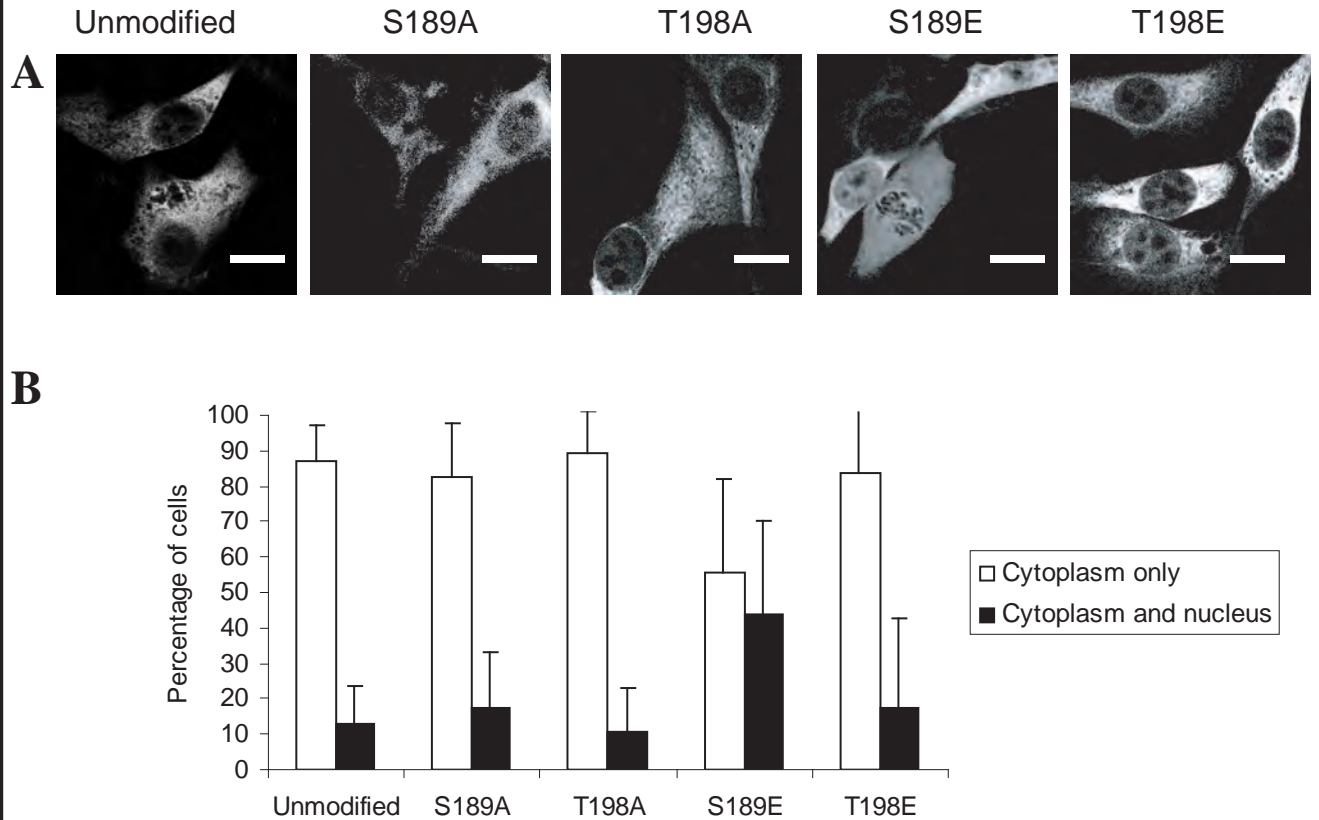 Unmodified S189A T198A S189E T198E
A
B
100
90
80
70
60
50
40
30
20
10
0
Percentage of cells
Cytoplasm only
Cytoplasm and nucleus
Unmodified S189A T198A S189E T198E